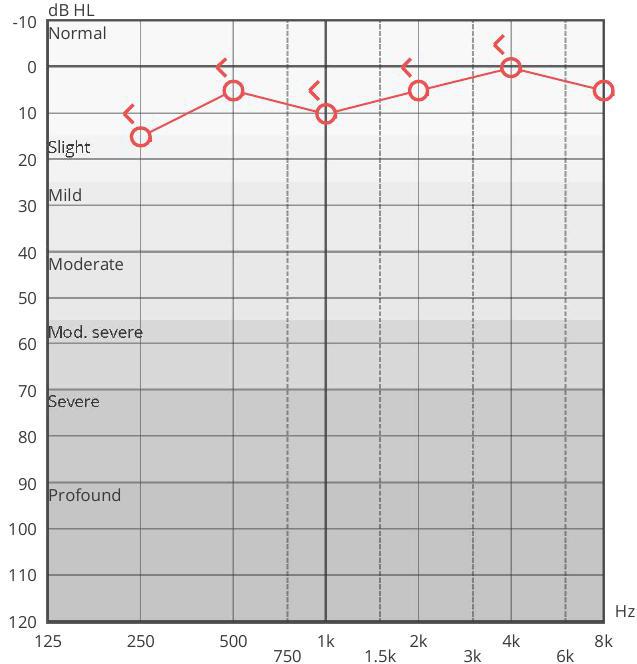 dB HL
-10
Normal
0
10
Slight
20
Mild
30
40
Moderate
50
Mod. severe
60
70
Severe
80
90
Profound
100
110
120
Hz
125 250 500 1k 2k 4k 8k
750 1.5k 3k 6k